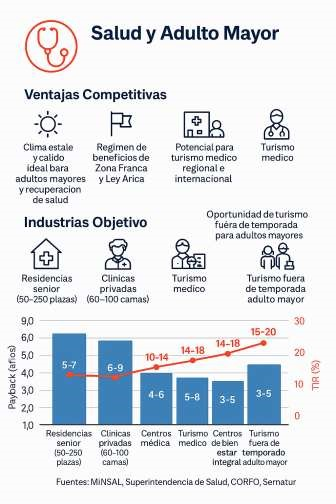 Salud y Adulto Mayor
Ventajas Competitivas
Clima estale
y calido
ideal bara
adultos mayores
y recuperacion
de salud
Regimen de
beneficios de
Zona Franca
y Ley Arica
Potencial para
turismo medico
regional e
internacional
Turismo
medico
Oportunidad de turismo
fuera de temporada
para adultos mayores
Industrias Objetivo
Residencias
senior
(50–250 plazas)
Clinicas
privadas
(60–100 camas)
Turismo
medico
Turismo fuera
de temporada
adulto mayor
9,0
6,0
5,0
4,0
3,0
2,0
1,0
Payback (años)
30
20
10
0
TIR (%)
5-7
6-9
10-14
14-18
14-18
15-20
4-6
5-8
3-5
3-5
Residencias
senior
(50–250
plazas)
Clinicas
privadas
(60–100
camas)
Centros
médica
Turismo
medico
Centros
de bien
estar
integral
Turismo
fuera de
temporada
adulto mayor
Fuentes: MiNSAL, Superintendencia de Salud, CORFO, Sernatur